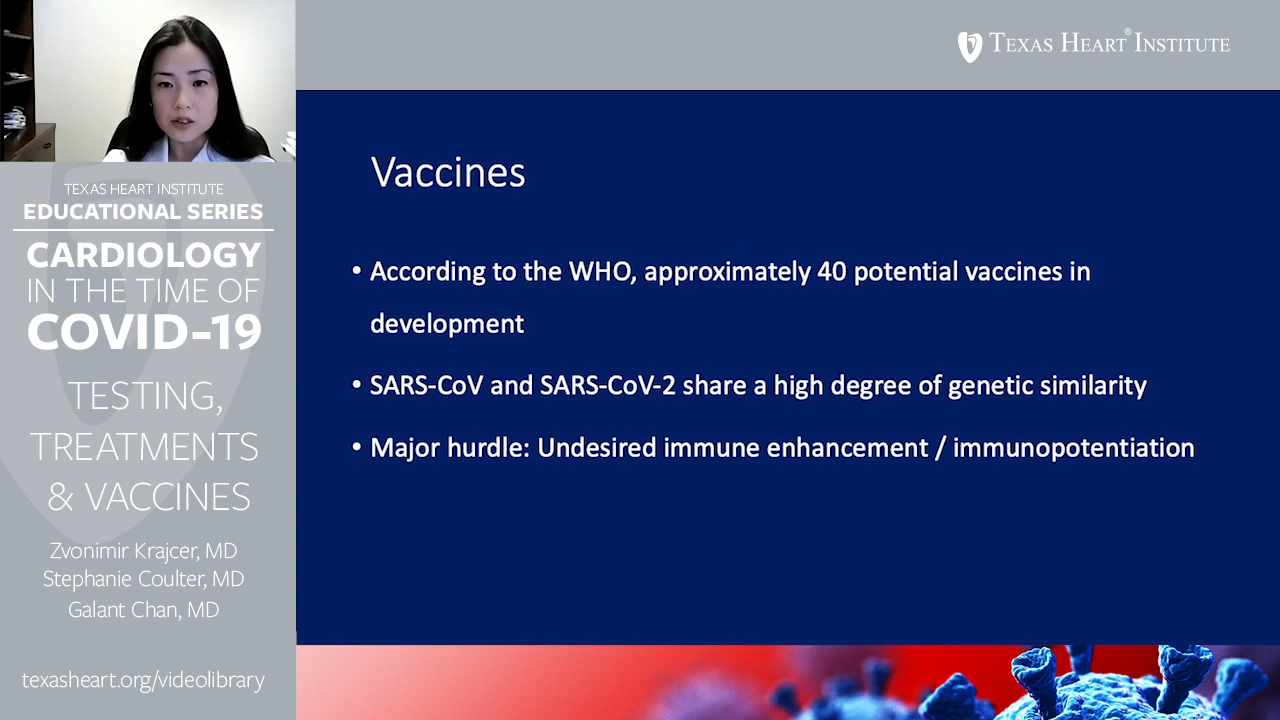 TEXAS HEART® INSTITUTE
TEXAS HEART INSTITUTE
EDUCATIONAL SERIES
CARDIOLOGY
IN THE TIME OF
COVID-19
TESTING,
TREATMENTS
& VACCINES
Zvonimir Krajcer, MD
Stephanie Coulter, MD
Galant Chan, MD
texasheart.org/videolibrary
Vaccines
• According to the WHO, approximately 40 potential vaccines in
development
• SARS-CoV and SARS-CoV-2 share a high degree of genetic similarity
• Major hurdle: Undesired immune enhancement / immunopotentiation